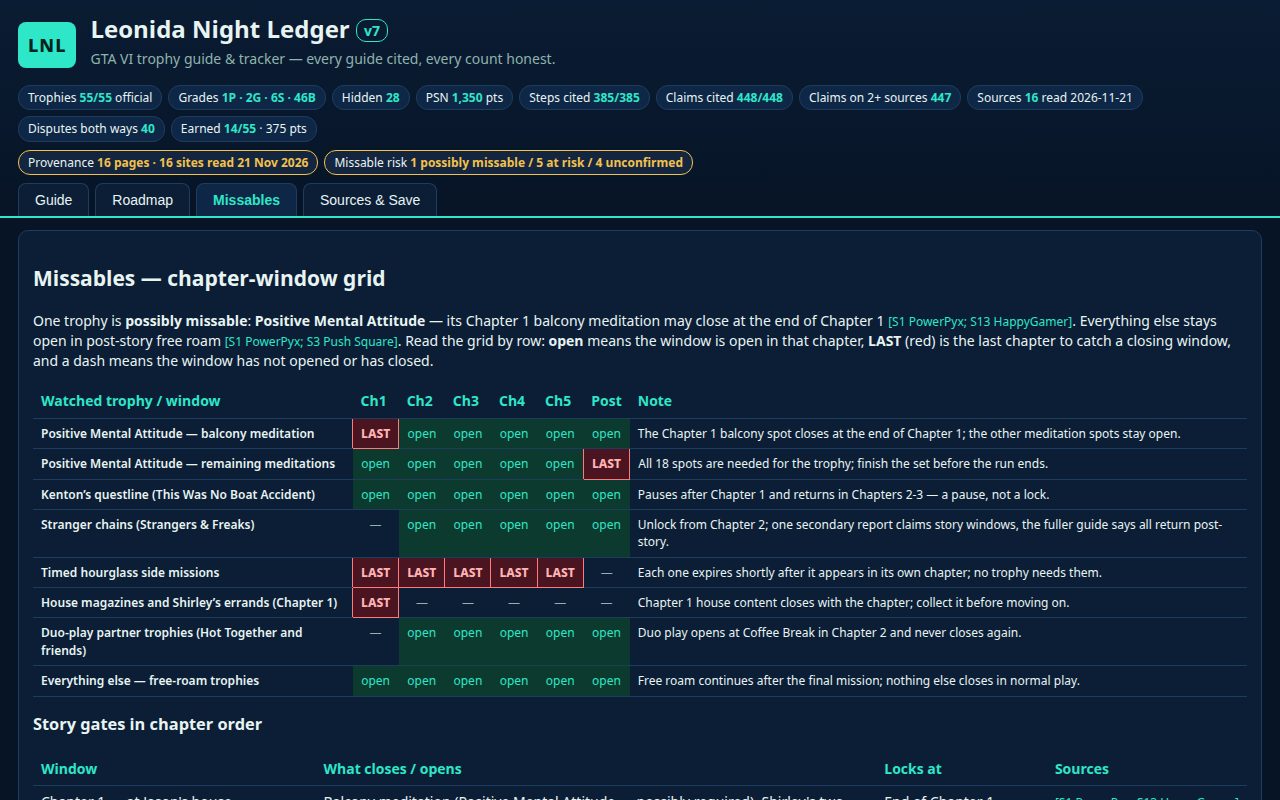 LNL
Leonida Night Ledger v7
GTA VI trophy guide & tracker — every guide cited, every count honest.
Trophies 55/55 official Grades 1P · 2G · 6S · 46B Hidden 28 PSN 1,350 pts Steps cited 385/385 Claims cited 448/448 Claims on 2+ sources 447 Sources 16 read 2026-11-21
Disputes both ways 40 Earned 14/55 · 375 pts
Provenance 16 pages · 16 sites read 21 Nov 2026 Missable risk 1 possibly missable / 5 at risk / 4 unconfirmed
Guide Roadmap Missables Sources & Save
Missables — chapter-window grid
One trophy is possibly missable: Positive Mental Attitude — its Chapter 1 balcony meditation may close at the end of Chapter 1 [S1 PowerPyx; S13 HappyGamer]. Everything else stays
open in post-story free roam [S1 PowerPyx; S3 Push Square]. Read the grid by row: open means the window is open in that chapter, LAST (red) is the last chapter to catch a closing window,
and a dash means the window has not opened or has closed.
Watched trophy / window Ch1 Ch2 Ch3 Ch4 Ch5 Post Note
Positive Mental Attitude — balcony meditation LAST open open open open open The Chapter 1 balcony spot closes at the end of Chapter 1; the other meditation spots stay open.
Positive Mental Attitude — remaining meditations open open open open open LAST All 18 spots are needed for the trophy; finish the set before the run ends.
Kenton’s questline (This Was No Boat Accident) open open open open open open Pauses after Chapter 1 and returns in Chapters 2-3 — a pause, not a lock.
Stranger chains (Strangers & Freaks) — open open open open open Unlock from Chapter 2; one secondary report claims story windows, the fuller guide says all return post-
story.
Timed hourglass side missions LAST LAST LAST LAST LAST — Each one expires shortly after it appears in its own chapter; no trophy needs them.
House magazines and Shirley’s errands (Chapter 1) LAST — — — — — Chapter 1 house content closes with the chapter; collect it before moving on.
Duo-play partner trophies (Hot Together and — open open open open open Duo play opens at Coffee Break in Chapter 2 and never closes again.
friends)
Everything else — free-roam trophies open open open open open open Free roam continues after the final mission; nothing else closes in normal play.
Story gates in chapter order
Window What closes / opens Locks at Sources